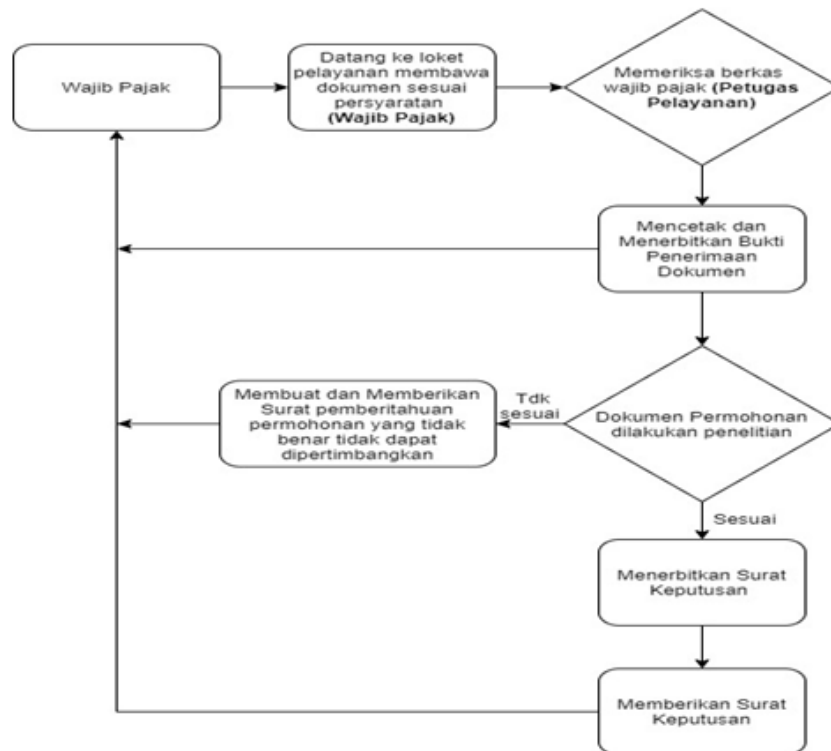 Wajib Pajak
Datang ke loket
pelayanan membawa
dokumen sesuai
persyaratan
(Wajib Pajak)
Memeriksa berkas
wajib pajak (Petugas
Pelayanan)
Mencetak dan
Menerbitkan Bukti
Penerimaan
Dokumen
Dokumen Permohonan
dilakukan penelitian
Tdk
sesuai
Membuat dan Memberikan
Surat pemberitahuan
permohonan yang tidak
benar tidak dapat
dipertimbangkan
Sesuai
Menerbitkan Surat
Keputusan
Memberikan Surat
Keputusan